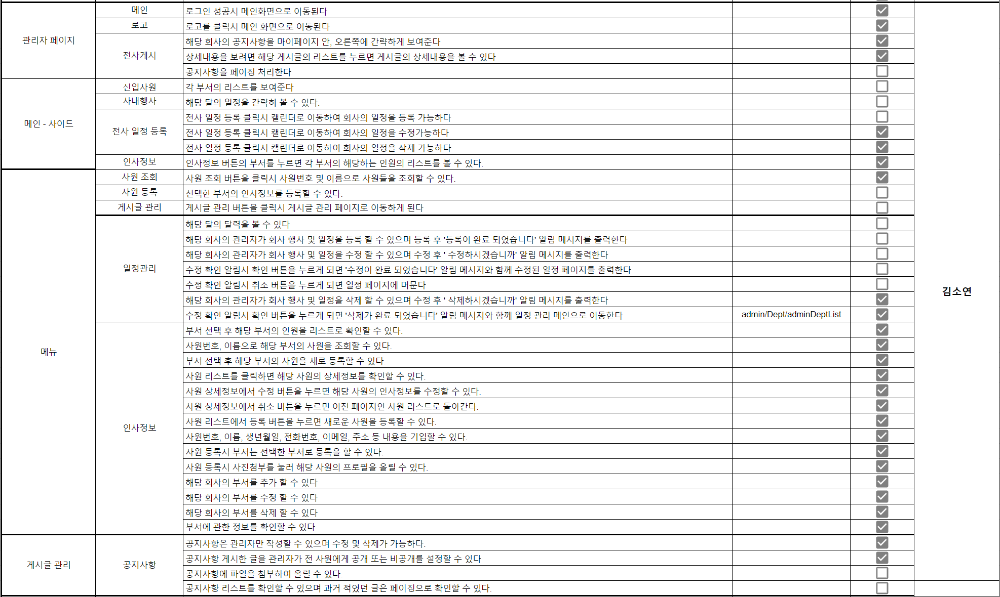 관리자 페이지
메인
로그인 성공시 메인화면으로 이동된다
로고
로고를 클릭시 메인 화면으로 이동된다
전사게시
해당 회사의 공지사항을 마이페이지 안, 오른쪽에 간략하게 보여준다
상세내용을 보려면 해당 게시글의 리스트를 누르면 게시글의 상세내용을 볼 수 있다
공지사항을 페이징 처리한다
메인 - 사이드
신입사원
각 부서의 리스트를 보여준다
사내행사
해당 달의 일정을 간략히 볼 수 있다.
전사 일정 등록
전사 일정 등록 클릭시 캘린더로 이동하여 회사의 일정을 등록 가능하다
전사 일정 등록 클릭시 캘린더로 이동하여 회사의 일정을 수정가능하다
전사 일정 등록 클릭시 캘린더로 이동하여 회사의 일정을 삭제 가능하다
인사정보
인사정보 버튼의 부서를 누르면 각 부서의 해당하는 인원의 리스트를 볼 수 있다.
메뉴
사원 조회
사원 조회 버튼을 클릭시 사원번호 및 이름으로 사원들을 조회할 수 있다.
사원 등록
선택한 부서의 인사정보를 등록할 수 있다.
게시글 관리
게시글 관리 버튼을 클릭시 게시글 관리 페이지로 이동하게 된다
일정관리
해당 달의 달력을 볼 수 있다
해당 회사의 관리자가 회사 행사 및 일정을 등록 할 수 있으며 등록 후 '등록이 완료 되었습니다' 알림 메시지를 출력한다
해당 회사의 관리자가 회사 행사 및 일정을 수정 할 수 있으며 수정 후 ' 수정하시겠습니까' 알림 메시지를 출력한다
수정 확인 알림시 확인 버튼을 누르게 되면 '수정이 완료 되었습니다' 알림 메시지와 함께 수정된 일정 페이지를 출력한다
수정 확인 알림시 취소 버튼을 누르게 되면 일정 페이지에 머문다
해당 회사의 관리자가 회사 행사 및 일정을 삭제 할 수 있으며 수정 후 ' 삭제하시겠습니까' 알림 메시지를 출력한다
수정 확인 알림시 확인 버튼을 누르게 되면 '삭제가 완료 되었습니다' 알림 메시지와 함께 일정 관리 메인으로 이동한다
admin/Dept/adminDeptList
인사정보
부서 선택 후 해당 부서의 인원을 리스트로 확인할 수 있다.
사원번호, 이름으로 해당 부서의 사원을 조회할 수 있다.
부서 선택 후 해당 부서의 사원을 새로 등록할 수 있다.
사원 리스트를 클릭하면 해당 사원의 상세정보를 확인할 수 있다.
사원 상세정보에서 수정 버튼을 누르면 해당 사원의 인사정보를 수정할 수 있다.
사원 상세정보에서 취소 버튼을 누르면 이전 페이지인 사원 리스트로 돌아간다.
사원 리스트에서 등록 버튼을 누르면 새로운 사원을 등록할 수 있다.
사원번호, 이름, 생년월일, 전화번호, 이메일, 주소 등 내용을 기입할 수 있다.
사원 등록시 부서는 선택한 부서로 등록을 할 수 있다.
사원 등록시 사진첨부를 눌러 해당 사원의 프로필을 올릴 수 있다.
해당 회사의 부서를 추가 할 수 있다
해당 회사의 부서를 수정 할 수 있다
해당 회사의 부서를 삭제 할 수 있다
부서에 관한 정보를 확인할 수 있다
게시글 관리
공지사항
공지사항은 관리자만 작성할 수 있으며 수정 및 삭제가 가능하다.
공지사항 게시한 글을 관리자가 전 사원에게 공개 또는 비공개를 설정할 수 있다
공지사항에 파일을 첨부하여 올릴 수 있다.
공지사항 리스트를 확인할 수 있으며 과거 적었던 글은 페이징으로 확인할 수 있다.
김소연